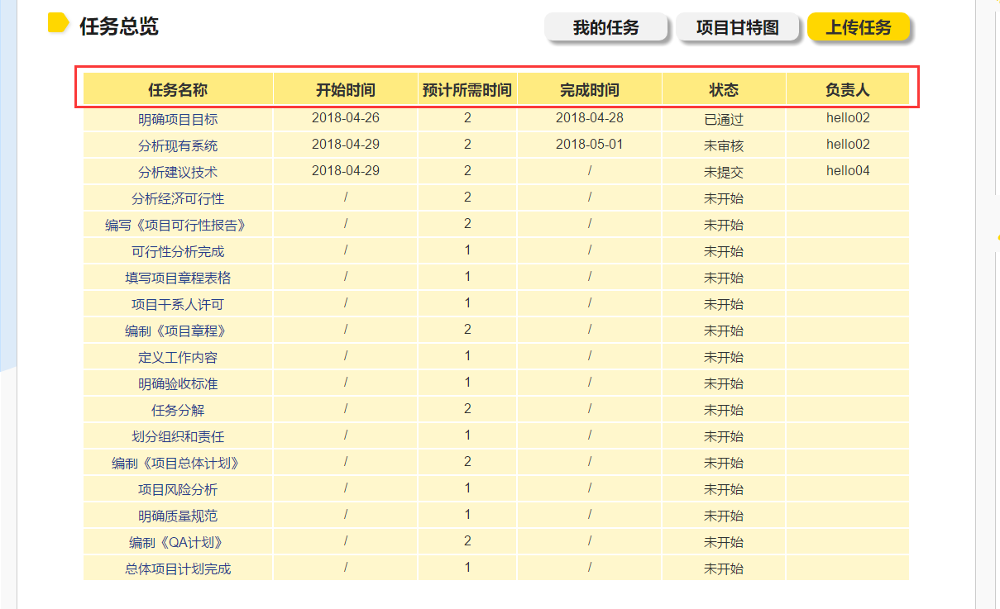 任务总览 我的任务 项目甘特图 上传任务
任务名称 开始时间 预计所需时间 完成时间 状态 负责人
明确项目目标 2018-04-26 2 2018-04-28 已通过 hello02
分析现有系统 2018-04-29 2 2018-05-01 未审核 hello02
分析建议技术 2018-04-29 2 / 未提交 hello04
分析经济可行性 / 2 / 未开始
编写《项目可行性报告》 / 2 / 未开始
可行性分析完成 / 1 / 未开始
填写项目章程表格 / 1 / 未开始
项目干系人许可 / 1 / 未开始
编制《项目章程》 / 2 / 未开始
定义工作内容 / 1 / 未开始
明确验收标准 / 1 / 未开始
任务分解 / 2 / 未开始
划分组织和责任 / 1 / 未开始
编制《项目总体计划》 / 2 / 未开始
项目风险分析 / 1 / 未开始
明确质量规范 / 1 / 未开始
编制《QA计划》 / 2 / 未开始
总体项目计划完成 / 1 / 未开始